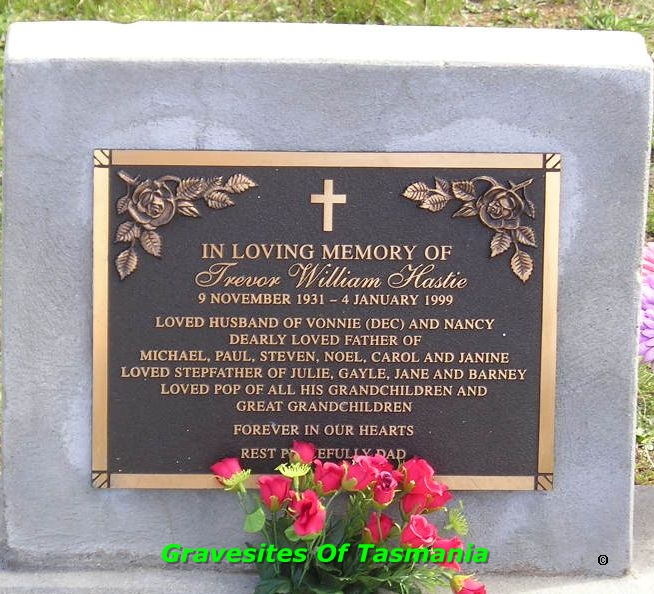 IN LOVING MEMORY OF
Trevor William Hastie
9 NOVEMBER 1931 – 4 JANUARY 1999
LOVED HUSBAND OF VONNIE (DEC) AND NANCY
DEARLY LOVED FATHER OF
MICHAEL, PAUL, STEVEN, NOEL, CAROL AND JANINE
LOVED STEPFATHER OF JULIE, GAYLE, JANE AND BARNEY
LOVED POP OF ALL HIS GRANDCHILDREN AND
GREAT GRANDCHILDREN
FOREVER IN OUR HEARTS
REST PEACEFULLY DAD
Gravesites Of Tasmania ©